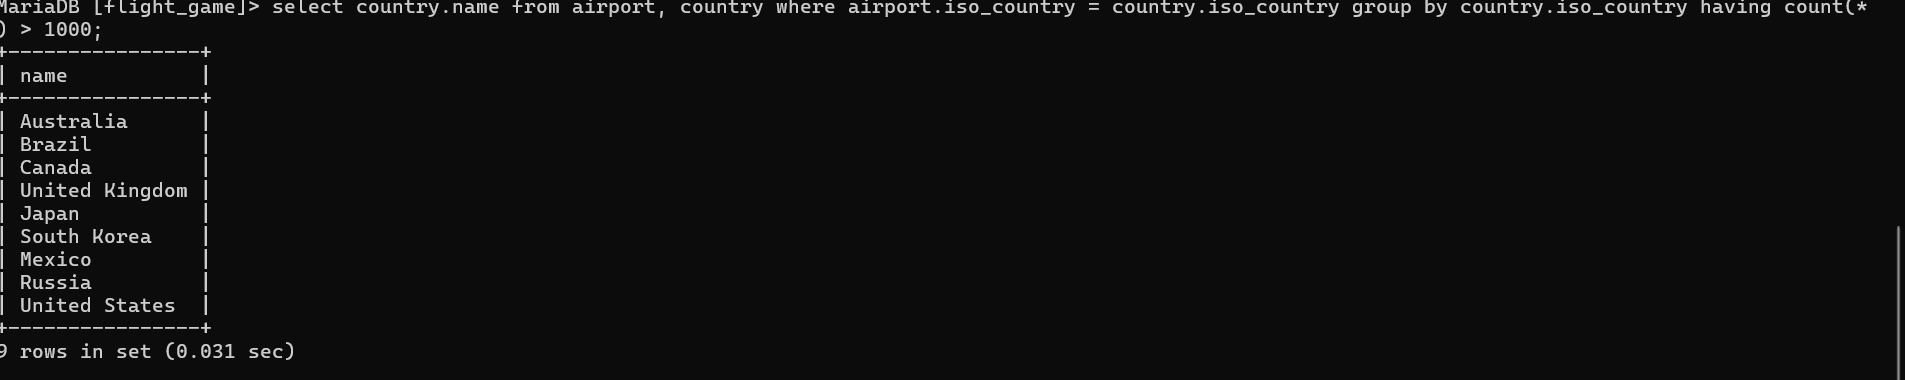 MariaDB [flight_game]> select country.name from airport, country where airport.iso_country = country.iso_country group by country.iso_country having count(*
) > 1000;
+----------------+
| name           |
+----------------+
| Australia      |
| Brazil         |
| Canada         |
| United Kingdom |
| Japan          |
| South Korea    |
| Mexico         |
| Russia         |
| United States  |
+----------------+
9 rows in set (0.031 sec)